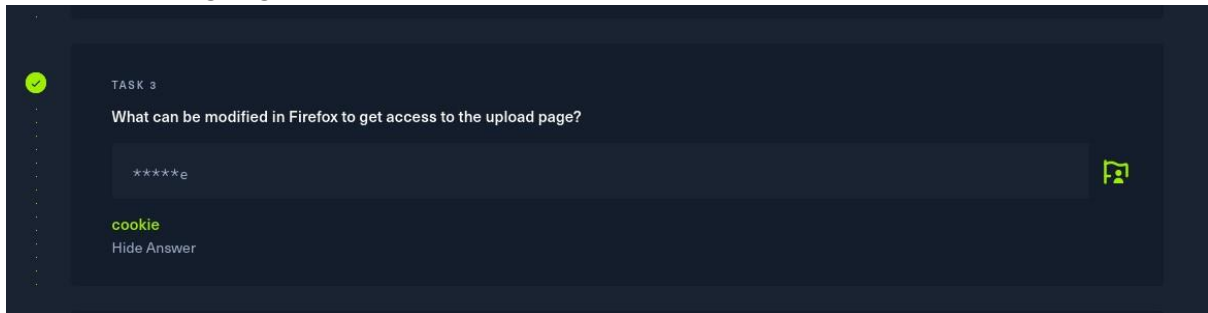 TASK 3
What can be modified in Firefox to get access to the upload page?
*****e
cookie
Hide Answer